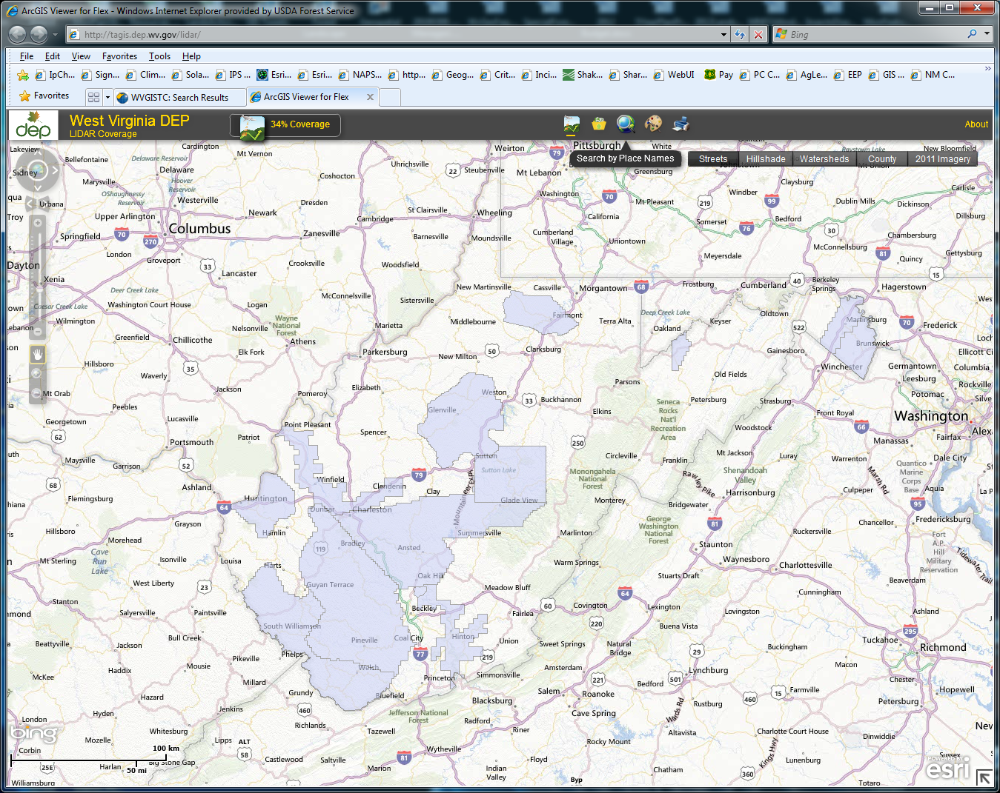 ArcGIS Viewer for Flex - Windows Internet Explorer provided by USDA Forest Service
http://tagis.dep.wv.gov/lidar/
Bing
File Edit View Favorites Tools Help
IpCh... Sign... Clim... Sola... IPS ... Esri... Esri... NAPS... http... Geog... Crit... Inci... Shak... Shar... WebUI Pay PC C... AgLe... EEP GIS ... NM C...
Favorites WVGISTC: Search Results ArcGIS Viewer for Flex
dep West Virginia DEP
LIDAR Coverage
34% Coverage
About
Search by Place Names
Streets Hillshade Watersheds County 2011 Imagery
Lakeview Cardington Weirton Pittsburgh White New Bloomfield
Bellefontaine Delaware Reservoir Mt Vernon Raystown Lake
Sidney Delaware Uhrichsville 22 Steubenville 79 Mt Lebanon Greensburg Johnstown Mt Union
Marysville Hoover Reservoir Coshocton Claysburg Carlisle
OShaughnessy Reservoir Westerville Dresden Washington 70 Mt Pleasant 219 Windber 99 Dublin Mills Dickinson
Urbana Newark St Clairsville Wheeling California Bedford Dillsburg
Troy Upper Arlington Columbus Cambridge Somerset 76 30
Springfield 70 270 Zanesville Barnesville Moundsville Cumberland Village Uniontown McConnellsburg Chambersburg
London Groveport Crooksville Woodsfield Meyersdale 81 Quincy Gettysburg
Dayton 33 Lancaster 15
Xenia Deer Creek Lake New Martinsville Cassville Morgantown 68 Frostburg Cumberland 40 Berkeley Springs Hagerstown
Caesar Creek Lake Washington Court House Logan McConnelsville Sistersville Deer Creek Lake Oldtown
Wilmington Nelsonville Wayne National Forest Marietta Middlebourne Fairmont Terra Alta Oakland Keyser 522 Martinsburg 70 Frederick
Greenfield Chillicothe Athens Clarksburg Brunswick
Hillsboro Elk Fork Parkersburg New Milton 50 Gainesboro Winchester Germantown Ellicott City
Waverly 35 Old Fields Leesburg Columbia
Mt Orab Jackson Pomeroy Elizabeth Weston Parsons Rockville
Peebles 33 Buckhannon Elkins Petersburg Strasburg Potomac
Georgetown Lucasville Point Pleasant Glenville Seneca Rocks Nat'l Recreation Area Front Royal Washington
62 Portsmouth Patriot Spencer 250 Woodstock 66 Manassas Fairfax
Maysville Garrison 52 Sutton Circleville Mt Jackson Luray Warrenton Dale City
68 Ashland Winfield 79 Sutton Lake Monongahela National Forest Franklin Shenandoah Valley Marsh Rd Quantico Marine Corps Base
Flemingsburg Huntington Clendenin Clay Mountaineer Expy Rawley Pike Harrisonburg Culpeper Aquia
64 Dunbar Charleston Glade View Monterey Bridgewater 95
Grayson Hamlin Summersville Marlinton George Washington National Forest 81 Chancellor Fredericksburg
Hillsboro Morehead 119 Bradley Ansted Staunton Ruckersville Fort A.P. Hill Military Reservation
Mt Sterling Cave Run Lake Isonville Louisa Harts Warm Springs Waynesboro Charlottesville Tidewater Trail
West Liberty 23 Guyan Terrace Oak Hill Stuarts Draft Beaverdam
Stanton Meadow Bluff 64 Cunningham
Salyersville Paintsville Beckley Fairlea 60 Covington Lexington Lovingston Ashland
Bull Creek South Williamson 220 Buena Vista 295
Beattyville Jackson Pineville Coal City Hinton Union Sweet Springs Natural Bridge 29 Buckingham Tuckahoe Richmond
Pikeville Phelps 77 219
McKee Haddix Mousie Welch Simmonsville Amsterdam Lynchburg Macon
Millard Princeton 221 Bedford 501 Chester
Hazard Grundy Bluefield Blacksburg Salem Roanoke 460 15 Farmville Hopewell
Jenkins 460 Jefferson National Forest Cave Spring Wards Rd Rustburg Petersburg
London Hyden Richlands Radford
Whitesburg Tazewell Riner Altavista Charlotte Court House New
Corbin Mozelle Lipps ALT 58 Wytheville Rocky Mount Kings Hwy Dinwiddie
bing
100 km
50 mi
25E Harlan Big Stone Gap Castlewood Saltville 81 Floyd Lunenburg Sussex
Williamsburg Marion Indian Valley Byp Chatham 360 Totaro
POWERED BY
esri